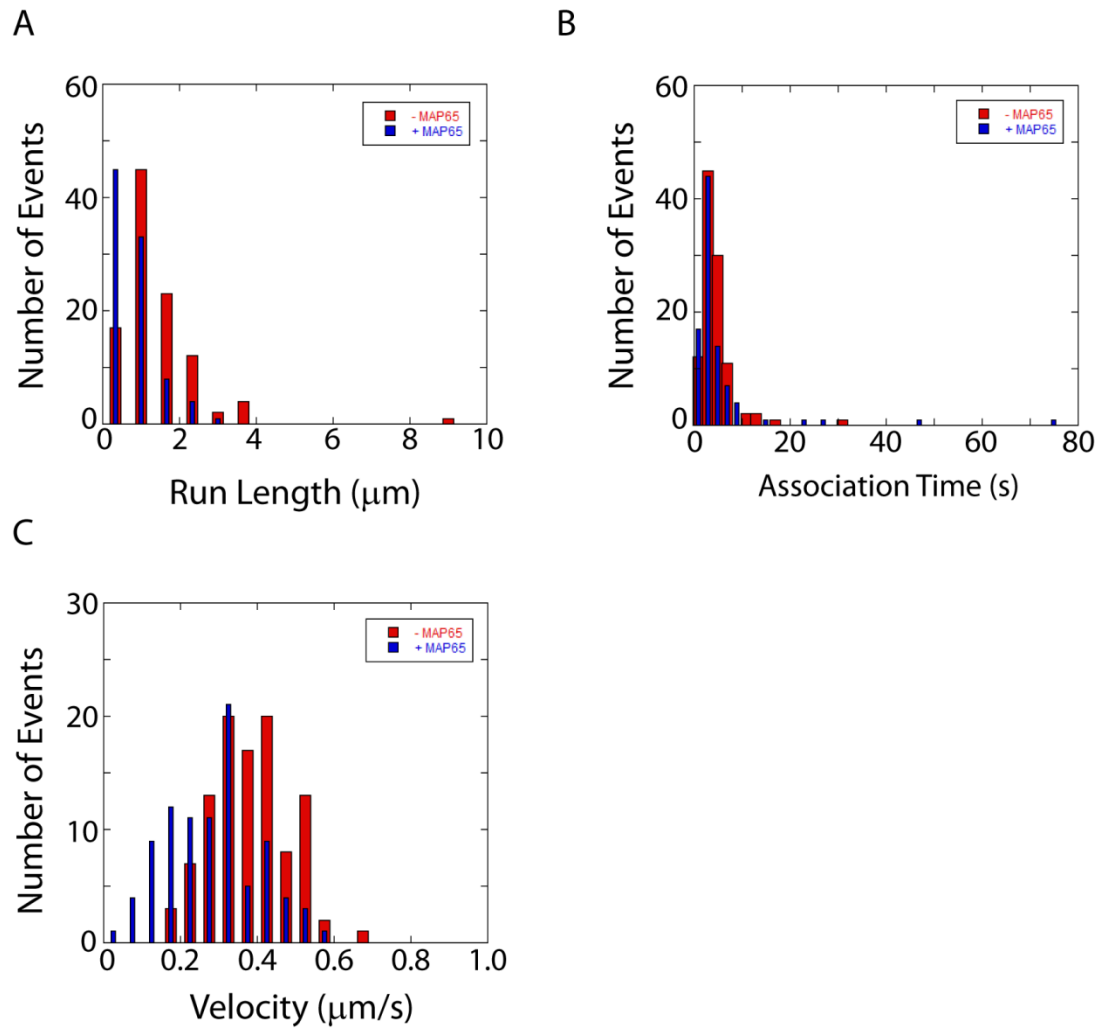 A
60
40
20
0
Number of Events
- MAP65
+ MAP65
0 2 4 6 8 10
Run Length (μm)
B
60
40
20
0
Number of Events
- MAP65
+ MAP65
0 20 40 60 80
Association Time (s)
C
30
20
10
0
Number of Events
- MAP65
+ MAP65
0 0.2 0.4 0.6 0.8 1.0
Velocity (μm/s)